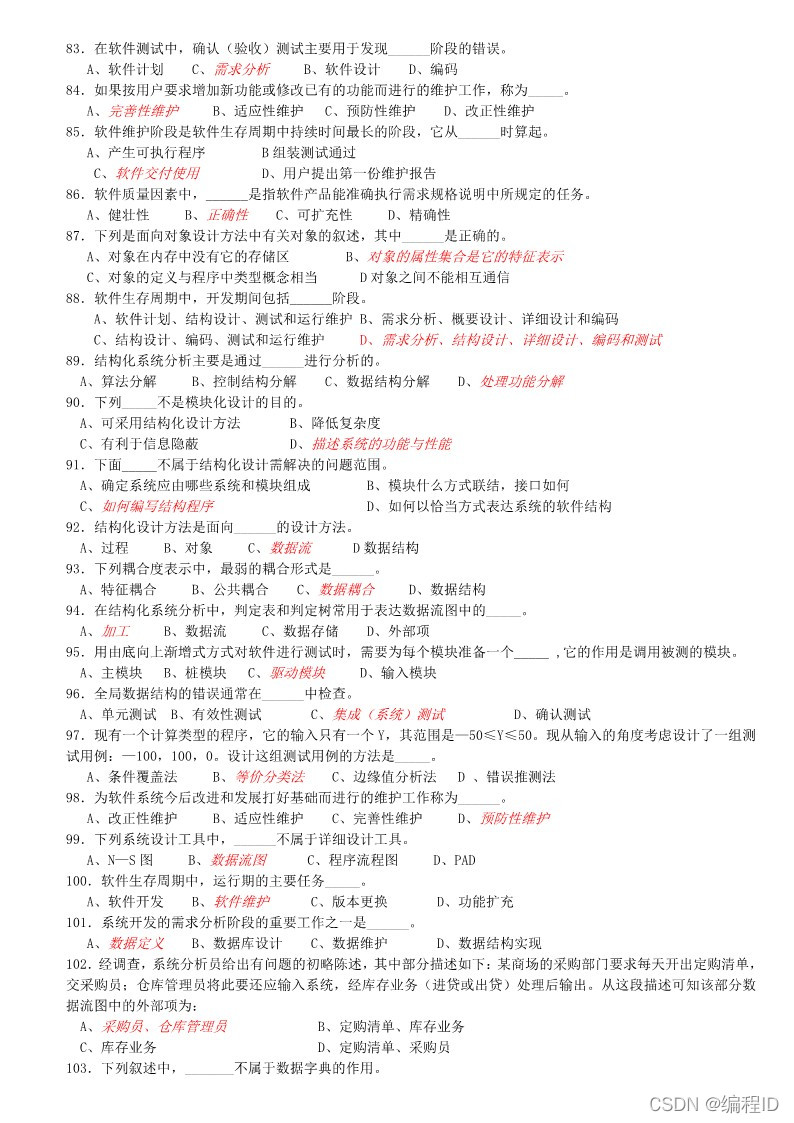 83．在软件测试中，确认（验收）测试主要用于发现______阶段的错误。
A、软件计划 C、需求分析 B、软件设计 D、编码
84．如果按用户要求增加新功能或修改已有的功能而进行的维护工作，称为_____。
A、完善性维护 B、适应性维护 C、预防性维护 D、改正性维护
85．软件维护阶段是软件生存周期中持续时间最长的阶段，它从______时算起。
A、产生可执行程序 B组装测试通过
C、软件交付使用 D、用户提出第一份维护报告
86．软件质量因素中，______是指软件产品能准确执行需求规格说明中所规定的任务。
A、健壮性 B、正确性 C、可扩充性 D、精确性
87．下列是面向对象设计方法中有关对象的叙述，其中______是正确的。
A、对象在内存中没有它的存储区 B、对象的属性集合是它的特征表示
C、对象的定义与程序中类型概念相当 D对象之间不能相互通信
88．软件生存周期中，开发期间包括______阶段。
A、软件计划、结构设计、测试和运行维护 B、需求分析、概要设计、详细设计和编码
C、结构设计、编码、测试和运行维护 D、需求分析、结构设计、详细设计、编码和测试
89．结构化系统分析主要是通过______进行分析的。
A、算法分解 B、控制结构分解 C、数据结构分解 D、处理功能分解
90．下列_____不是模块化设计的目的。
A、可采用结构化设计方法 B、降低复杂度
C、有利于信息隐蔽 D、描述系统的功能与性能
91．下面_____不属于结构化设计需解决的问题范围。
A、确定系统应由哪些系统和模块组成 B、模块什么方式联结，接口如何
C、如何编写结构程序 D、如何以恰当方式表达系统的软件结构
92．结构化设计方法是面向______的设计方法。
A、过程 B、对象 C、数据流 D数据结构
93．下列耦合度表示中，最弱的耦合形式是______。
A、特征耦合 B、公共耦合 C、数据耦合 D、数据结构
94．在结构化系统分析中，判定表和判定树常用于表达数据流图中的_____。
A、加工 B、数据流 C、数据存储 D、外部项
95．用由底向上渐增式方式对软件进行测试时，需要为每个模块准备一个_____ ,它的作用是调用被测的模块。
A、主模块 B、桩模块 C、驱动模块 D、输入模块
96．全局数据结构的错误通常在______中检查。
A、单元测试 B、有效性测试 C、集成（系统）测试 D、确认测试
97．现有一个计算类型的程序，它的输入只有一个Y，其范围是—50≤Y≤50。现从输入的角度考虑设计了一组测
试用例：—100，100，0。设计这组测试用例的方法是_____。
A、条件覆盖法 B、等价分类法 C、边缘值分析法 D 、错误推测法
98．为软件系统今后改进和发展打好基础而进行的维护工作称为______。
A、改正性维护 B、适应性维护 C、完善性维护 D、预防性维护
99．下列系统设计工具中，______不属于详细设计工具。
A、N—S图 B、数据流图 C、程序流程图 D、PAD
100．软件生存周期中，运行期的主要任务_____。
A、软件开发 B、软件维护 C、版本更换 D、功能扩充
101．系统开发的需求分析阶段的重要工作之一是______。
A、数据定义 B、数据库设计 C、数据维护 D、数据结构实现
102．经调查，系统分析员给出有问题的初略陈述，其中部分描述如下：某商场的采购部门要求每天开出定购清单，
交采购员；仓库管理员将此要还应输入系统，经库存业务（进贷或出贷）处理后输出。从这段描述可知该部分数
据流图中的外部项为：
A、采购员、仓库管理员 B、定购清单、库存业务
C、库存业务 D、定购清单、采购员
103．下列叙述中，_______不属于数据字典的作用。
CSDN @编程ID